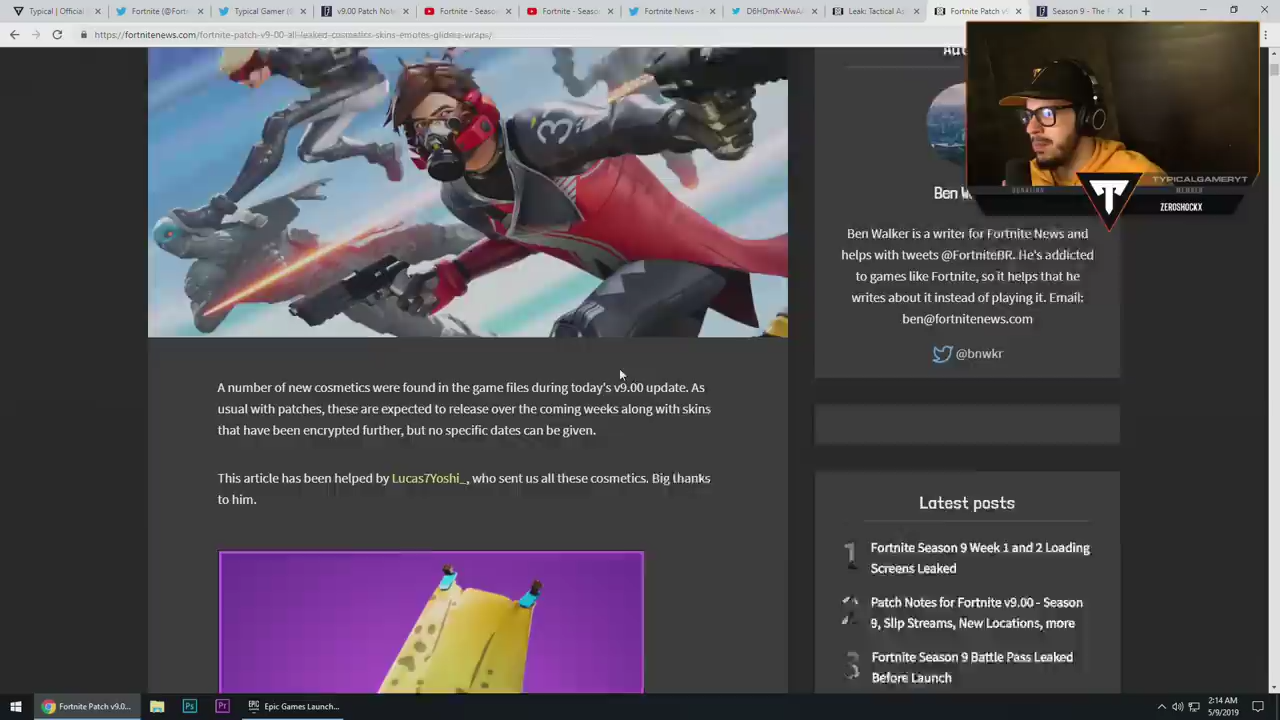 Typical | Official
Fortnite (@Fortn
Typical Gamer (
v9.00 Patch Not
Fortnite - Seaso
Fortnite - Seaso
Fortnite News -
D6HDmK-WwA
Leak: Tactical As
Fortnite Patch v9
Season 9 - The F
https://fortnitenews.com/fortnite-patch-v9-00-all-leaked-cosmetics-skins-emotes-gliders-wraps/
TYPICALGAMERYT
DONATION
MEMBER
ZEROSHOCKX
Ben W
Ben Walker is a writer for Fortnite News and
helps with tweets @FortniteBR. He's addicted
to games like Fortnite, so it helps that he
writes about it instead of playing it. Email:
ben@fortnitenews.com
@bnwkr
A number of new cosmetics were found in the game files during today's v9.00 update. As
usual with patches, these are expected to release over the coming weeks along with skins
that have been encrypted further, but no specific dates can be given.
This article has been helped by Lucas7Yoshi_, who sent us all these cosmetics. Big thanks
to him.
Latest posts
1 Fortnite Season 9 Week 1 and 2 Loading
Screens Leaked
2 Patch Notes for Fortnite v9.00 - Season
9, Slip Streams, New Locations, more
3 Fortnite Season 9 Battle Pass Leaked
Before Launch
Fortnite Patch v9.0...
Ps
Pr
Epic Games Launch...
2:14 AM
5/9/2019